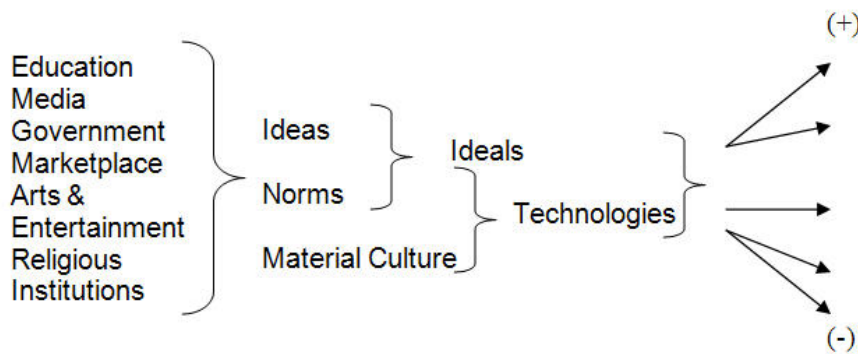 (+)
Education
Media
Government
Marketplace
Arts &
Entertainment
Religious
Institutions
Ideas
Norms
Material Culture
Ideals
Technologies
(-)